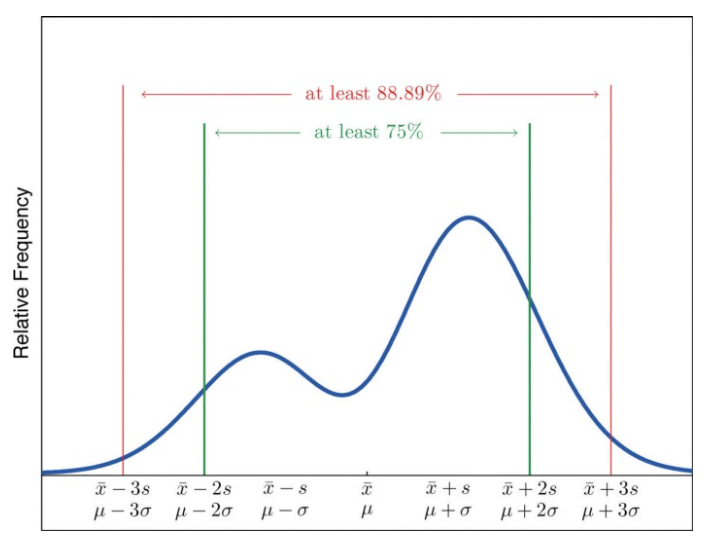 at least 88.89%
at least 75%
Relative Frequency
x̄ − 3s x̄ − 2s x̄ − s x̄ x̄ + s x̄ + 2s x̄ + 3s
μ − 3σ μ − 2σ μ − σ μ μ + σ μ + 2σ μ + 3σ